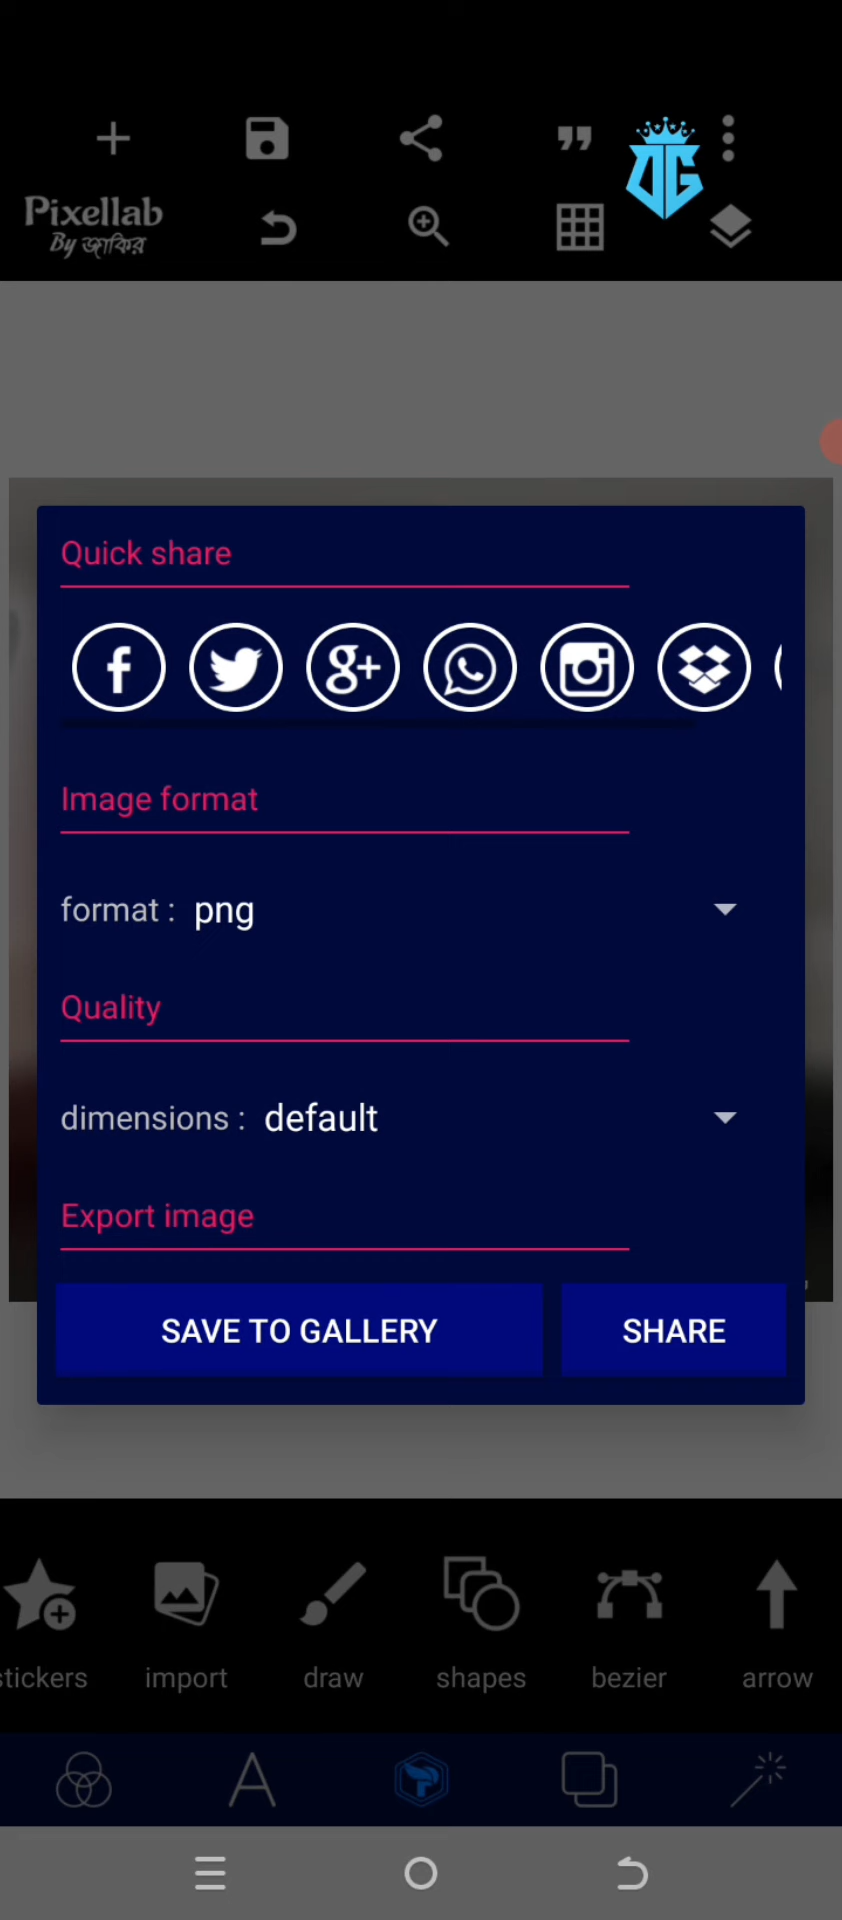 Pixellab
By জাকির
DG
Quick share
Image format
format : png
Quality
dimensions : default
Export image
SAVE TO GALLERY SHARE
stickers import draw shapes bezier arrow